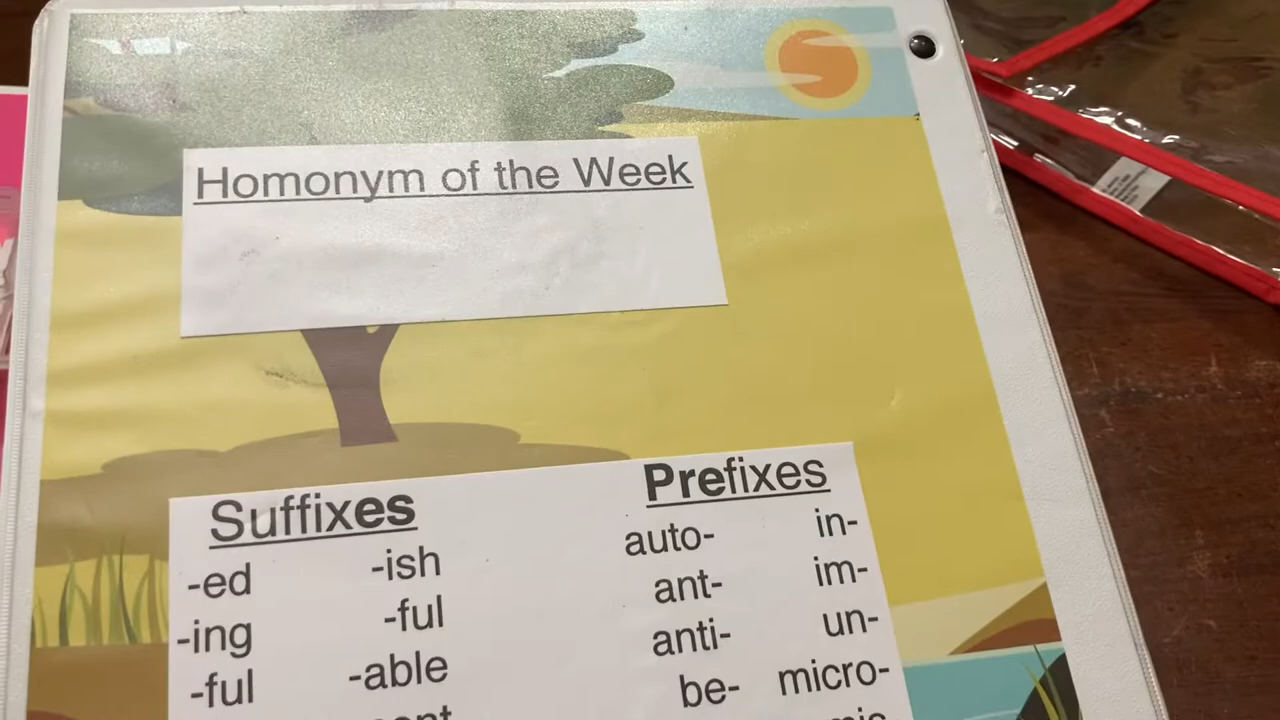 Homonym of the Week
Suffixes
-ed -ish
-ing -ful
-ful -able
Prefixes
auto- in-
ant- im-
anti- un-
be- micro-